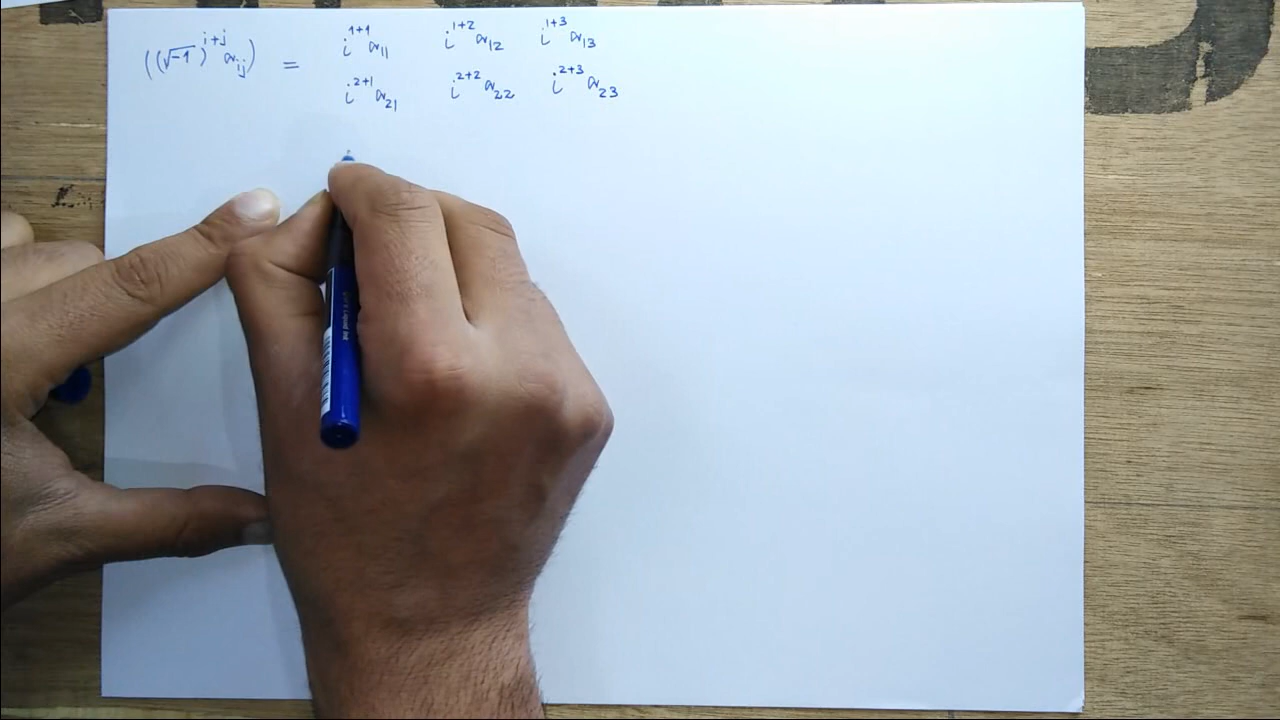 ((√-1)^{i+j} a_{ij}) = i^{1+1}a_{11} i^{1+2}a_{12} i^{1+3}a_{13}
i^{2+1}a_{21} i^{2+2}a_{22} i^{2+3}a_{23}